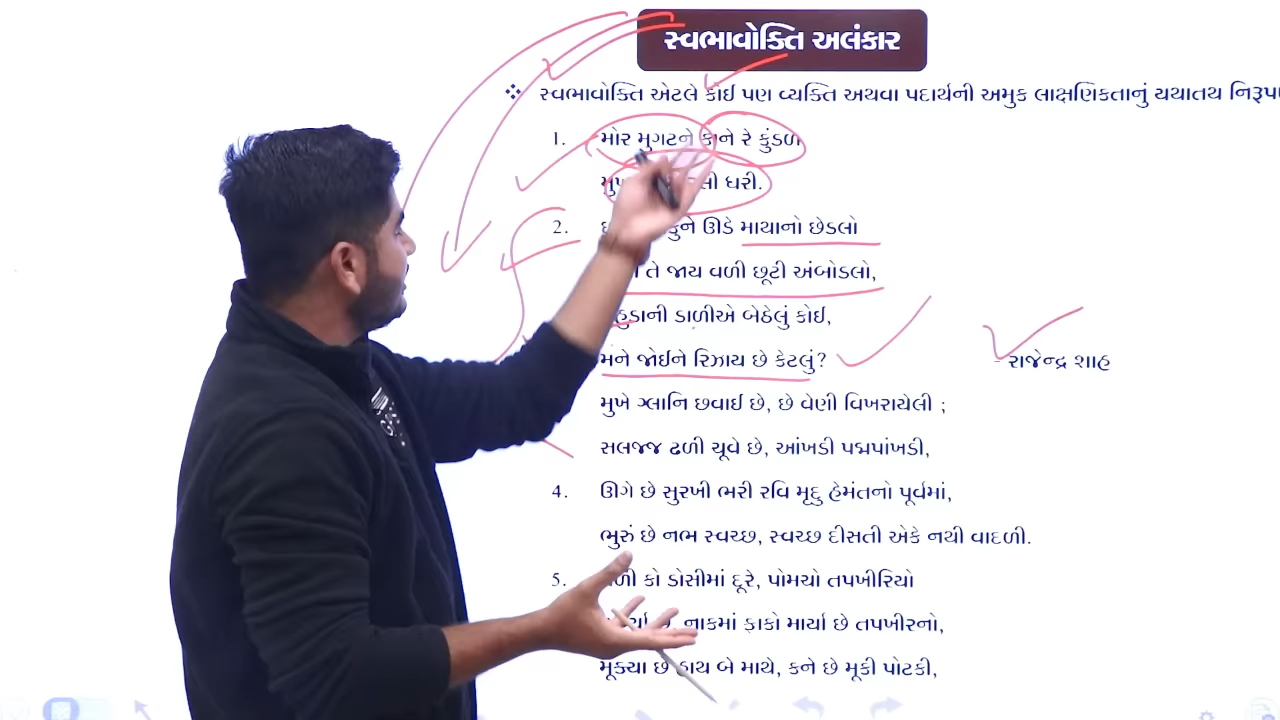 સ્વભાવોક્તિ અલંકાર
❖ સ્વભાવોક્તિ એટલે કોઈ પણ વ્યક્તિ અથવા પદાર્થની અમુક લાક્ષણિકતાનું યથાતથ
1. મોર મુગટને કાને રે કુંડળ
ધરી.
2. ઊડે માથાનો છેડલો
તે જાય વળી છૂટી અંબોડલો,
ડાળીએ બેઠેલું કોઈ,
મંને જોઈને રિઝાય છે કેટલું?
- રાજેન્દ્ર શાહ
મુખે ગ્લાનિ છવાઈ છે, છે વેણી વિખરાયેલી ;
સલજ્જ ઢળી ચૂવે છે, આંખડી પદ્મપાંખડી,
4. ઊગે છે સુરખી ભરી રવિ મૃદુ હેમંતનો પૂર્વમાં,
ભુરું છે નભ સ્વચ્છ, સ્વચ્છ દીસતી એકે નથી વાદળી.
5. કો ડોસીમાં દૂરે, પોમચો તપખીરિયો
નાકમાં ફાકો માર્યા છે તપખીરનો,
મૂક્યા છે હાથ બે માથે, કને છે મૂકી પોટકી,